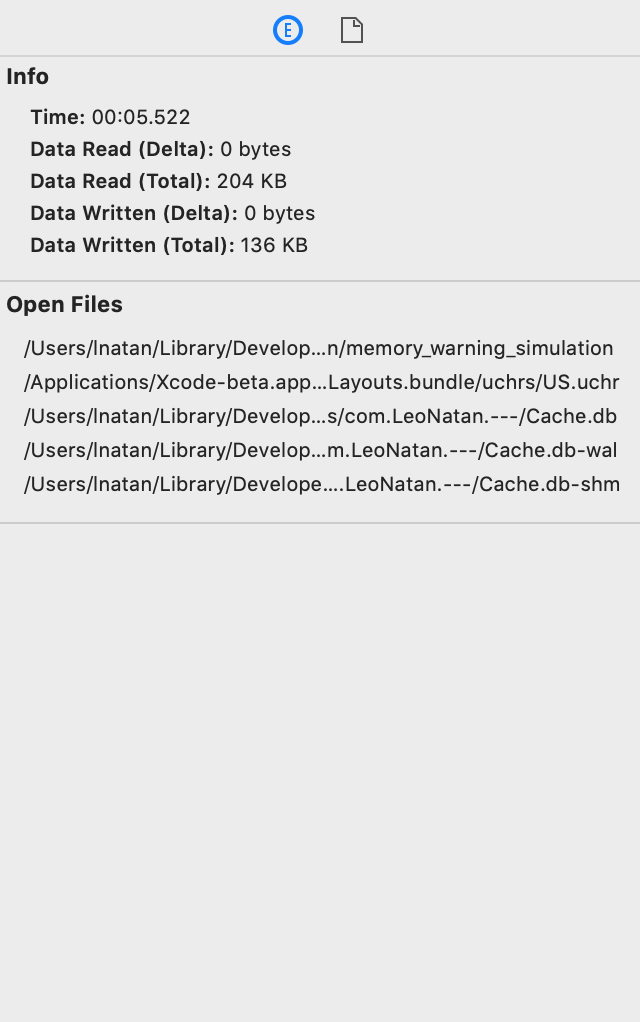 E
Info
Time: 00:05.522
Data Read (Delta): 0 bytes
Data Read (Total): 204 KB
Data Written (Delta): 0 bytes
Data Written (Total): 136 KB
Open Files
/Users/lnatan/Library/Develop...n/memory_warning_simulation
/Applications/Xcode-beta.app...Layouts.bundle/uchrs/US.uchr
/Users/lnatan/Library/Develop...s/com.LeoNatan.---/Cache.db
/Users/lnatan/Library/Develop...m.LeoNatan.---/Cache.db-wal
/Users/lnatan/Library/Develope....LeoNatan.---/Cache.db-shm